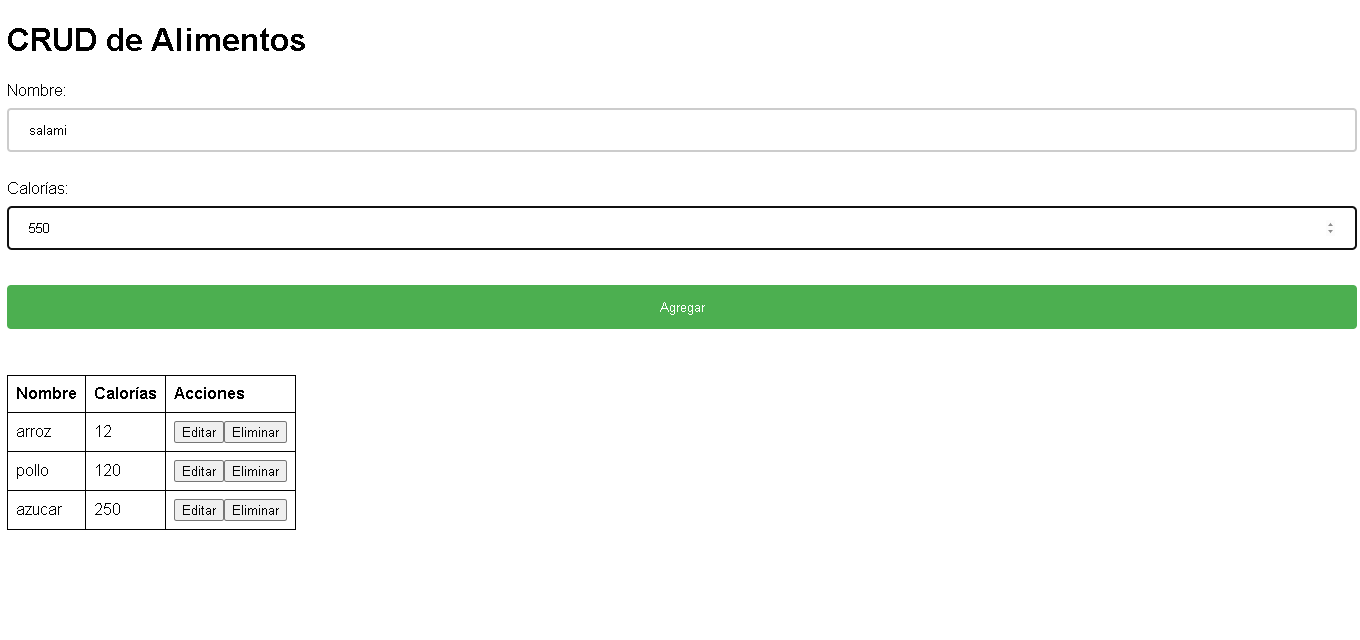 CRUD de Alimentos
Nombre:
salami
Calorías:
550
Agregar
Nombre Calorías Acciones
arroz 12 Editar Eliminar
pollo 120 Editar Eliminar
azucar 250 Editar Eliminar